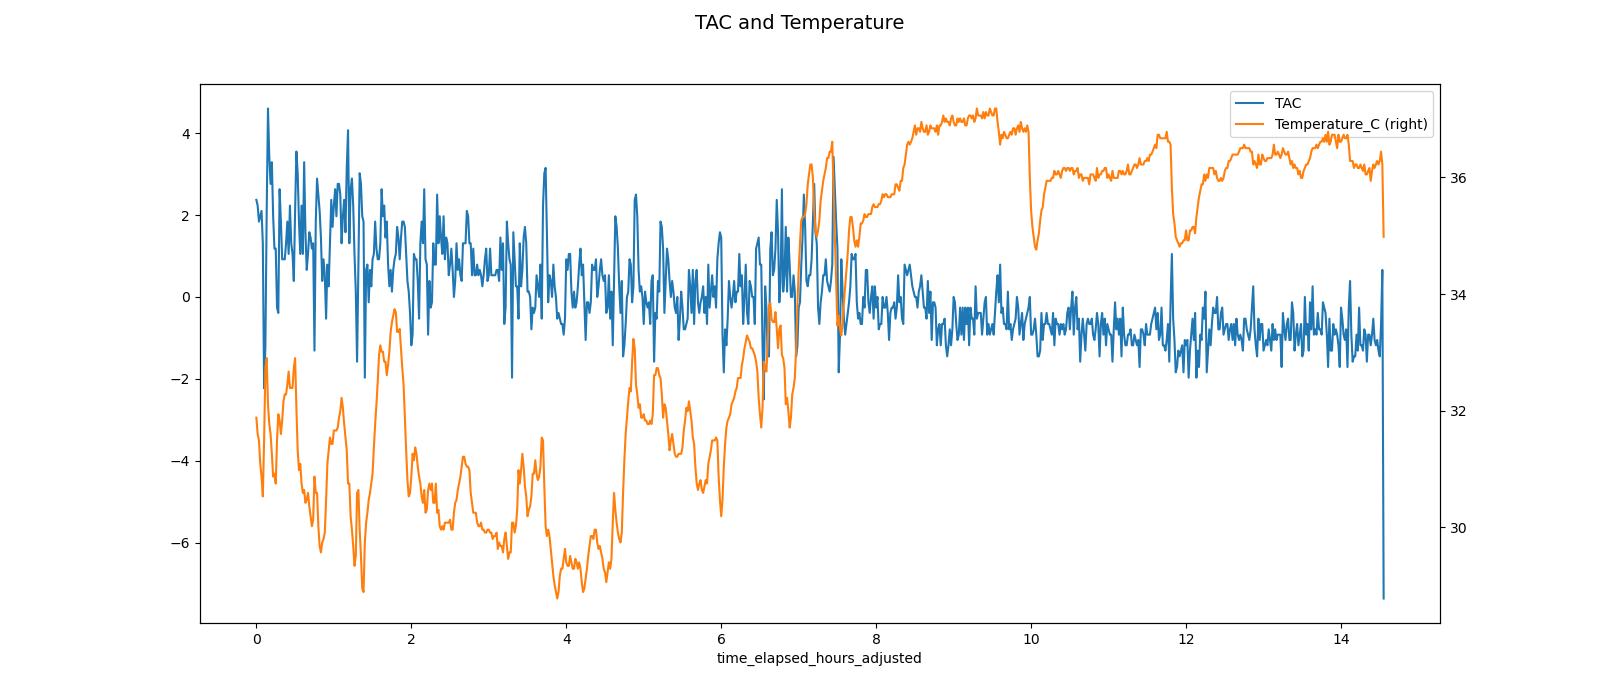 TAC and Temperature
TAC
Temperature_C (right)
4
2
0
−2
−4
−6
36
34
32
30
0 2 4 6 8 10 12 14
time_elapsed_hours_adjusted